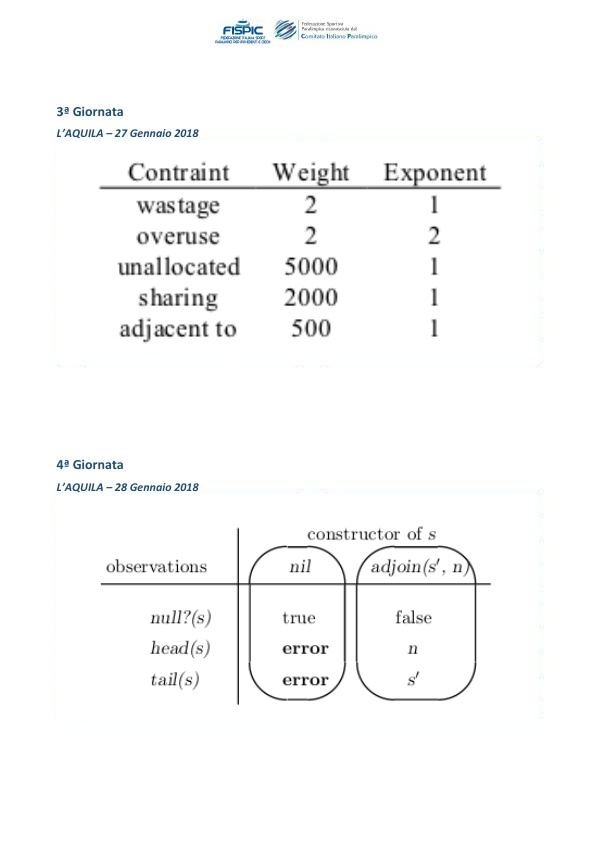 FISPIC
FEDERAZIONE ITALIANA SPORT
PARALIMPICI PER IPOVEDENTI E CIECHI
Federazione Sportiva
Paralimpica riconosciuta dal
Comitato Italiano Paralimpico
3ª Giornata
L’AQUILA – 27 Gennaio 2018
Contraint Weight Exponent
wastage 2 1
overuse 2 2
unallocated 5000 1
sharing 2000 1
adjacent to 500 1
4ª Giornata
L’AQUILA – 28 Gennaio 2018
constructor of s
observations nil adjoin(s′, n)
null?(s) true false
head(s) error n
tail(s) error s′